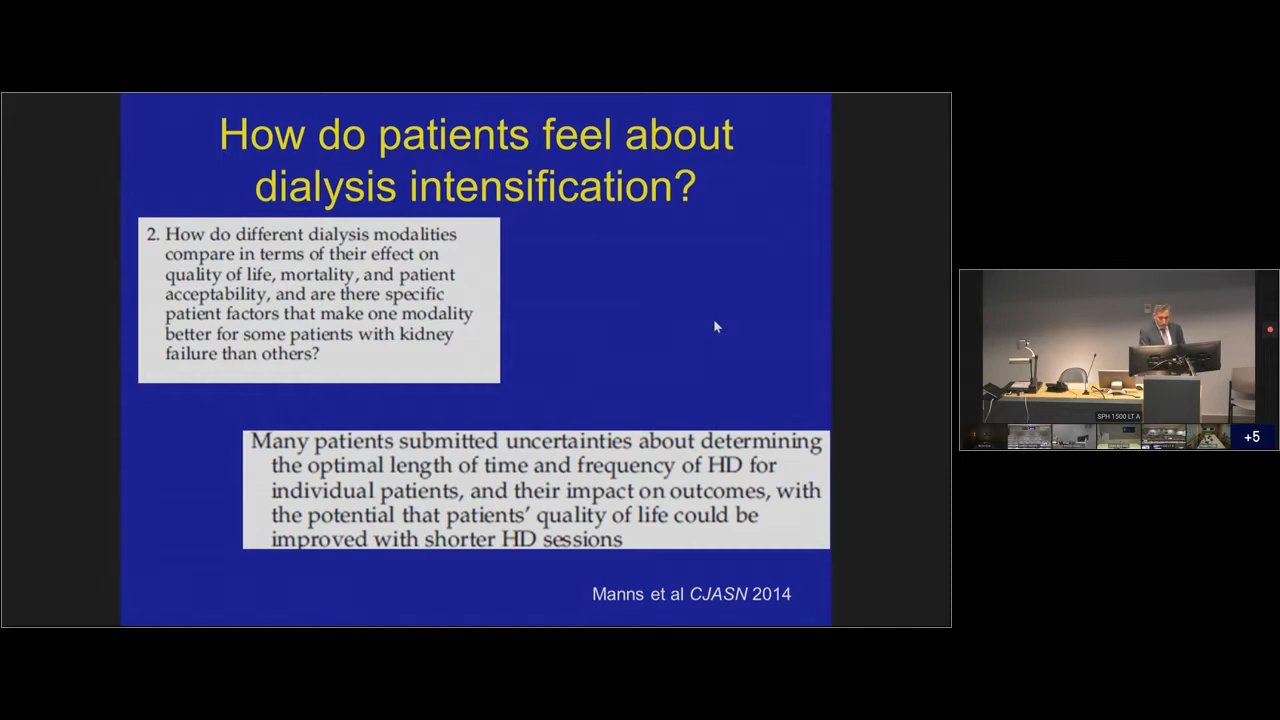 How do patients feel about
dialysis intensification?
2. How do different dialysis modalities
compare in terms of their effect on
quality of life, mortality, and patient
acceptability, and are there specific
patient factors that make one modality
better for some patients with kidney
failure than others?
Many patients submitted uncertainties about determining
the optimal length of time and frequency of HD for
individual patients, and their impact on outcomes, with
the potential that patients' quality of life could be
improved with shorter HD sessions
Manns et al CJASN 2014
SPH 1500 LT A
+5